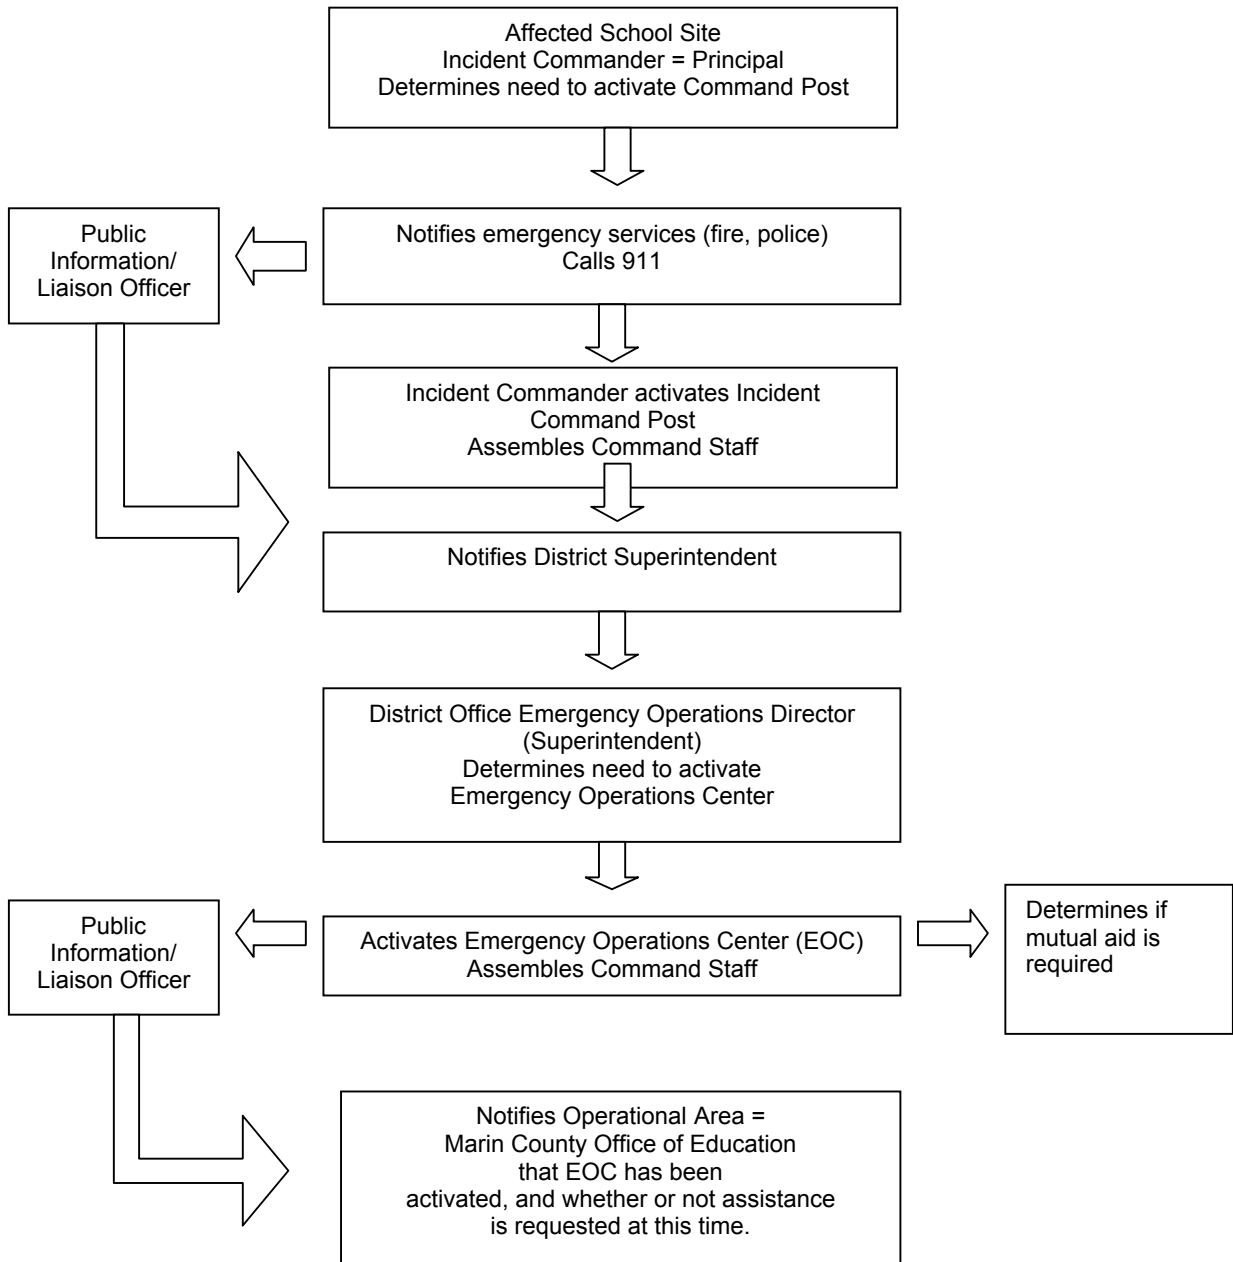 Affected School Site
Incident Commander = Principal
Determines need to activate Command Post
Public
Information/
Liaison Officer
Notifies emergency services (fire, police)
Calls 911
Incident Commander activates Incident
Command Post
Assembles Command Staff
Notifies District Superintendent
District Office Emergency Operations Director
(Superintendent)
Determines need to activate
Emergency Operations Center
Public
Information/
Liaison Officer
Activates Emergency Operations Center (EOC)
Assembles Command Staff
Determines if
mutual aid is
required
Notifies Operational Area =
Marin County Office of Education
that EOC has been
activated, and whether or not assistance
is requested at this time.